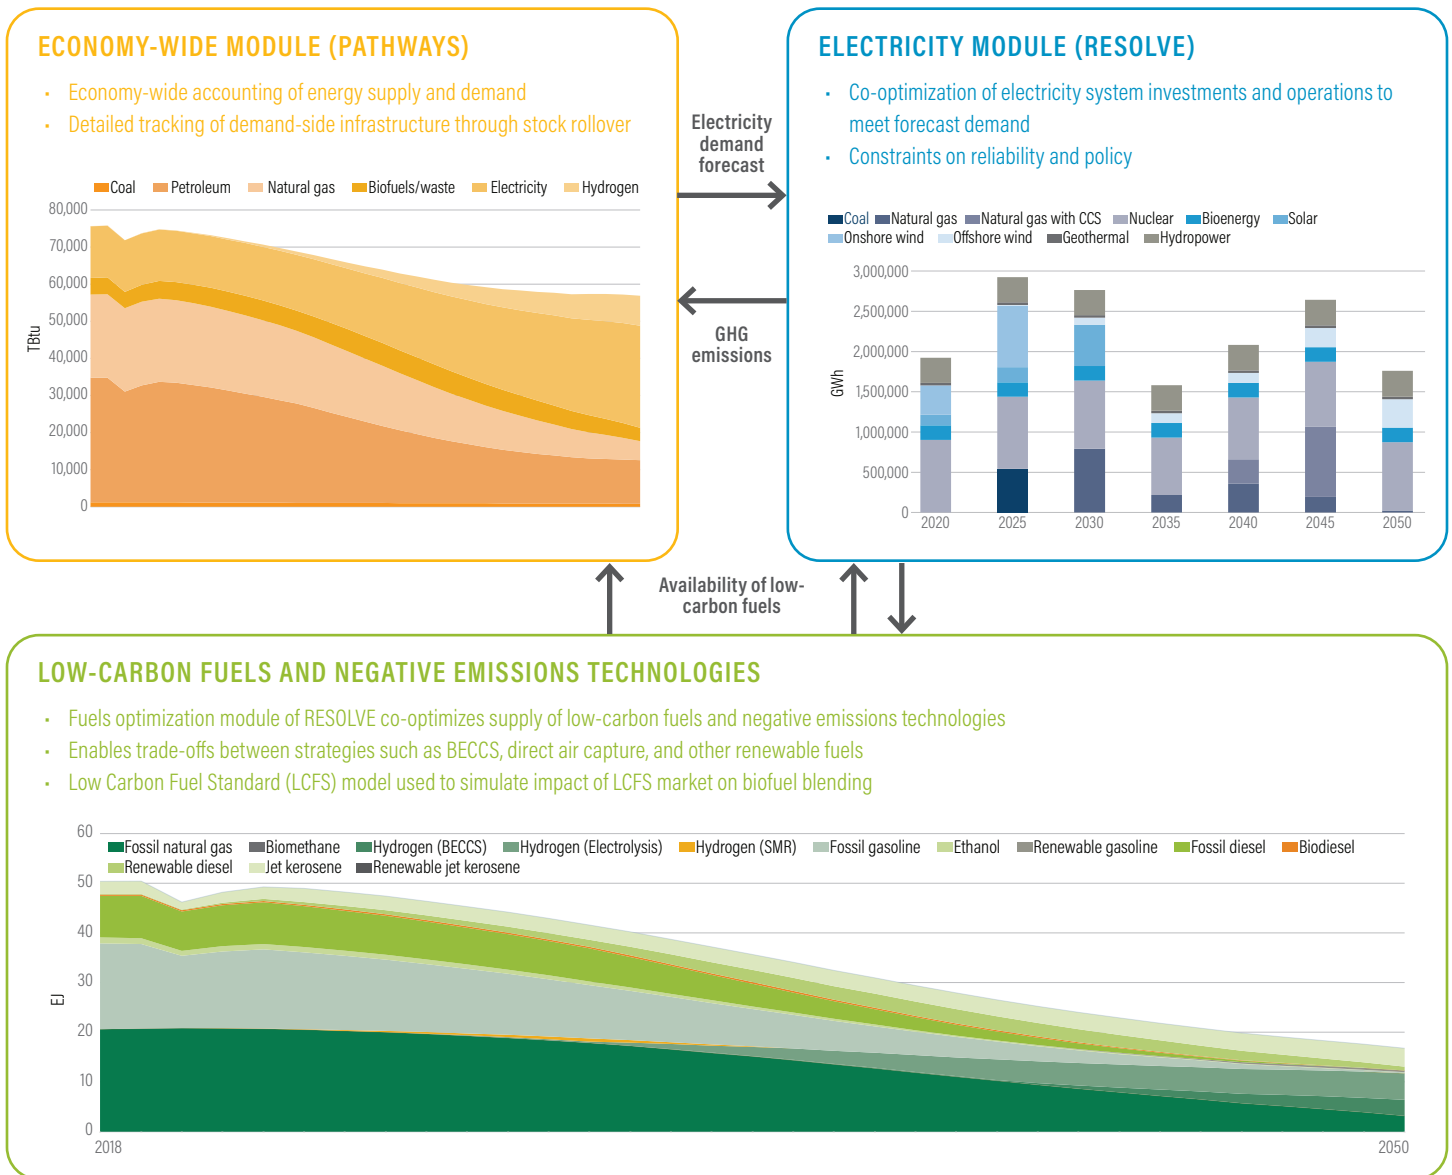 ECONOMY-WIDE MODULE (PATHWAYS)
• Economy-wide accounting of energy supply and demand
• Detailed tracking of demand-side infrastructure through stock rollover
Coal Petroleum Natural gas Biofuels/waste Electricity Hydrogen
80,000
70,000
60,000
50,000
40,000
30,000
20,000
10,000
0
TBtu
Electricity
demand
forecast
GHG
emissions
ELECTRICITY MODULE (RESOLVE)
• Co-optimization of electricity system investments and operations to
meet forecast demand
• Constraints on reliability and policy
Coal Natural gas Natural gas with CCS Nuclear Bioenergy Solar
Onshore wind Offshore wind Geothermal Hydropower
3,000,000
2,500,000
2,000,000
1,500,000
1,000,000
500,000
0
GWh
2020 2025 2030 2035 2040 2045 2050
Availability of low-
carbon fuels
LOW-CARBON FUELS AND NEGATIVE EMISSIONS TECHNOLOGIES
• Fuels optimization module of RESOLVE co-optimizes supply of low-carbon fuels and negative emissions technologies
• Enables trade-offs between strategies such as BECCS, direct air capture, and other renewable fuels
• Low Carbon Fuel Standard (LCFS) model used to simulate impact of LCFS market on biofuel blending
Fossil natural gas Biomethane Hydrogen (BECCS) Hydrogen (Electrolysis) Hydrogen (SMR) Fossil gasoline Ethanol Renewable gasoline Fossil diesel Biodiesel
Renewable diesel Jet kerosene Renewable jet kerosene
60
50
40
30
20
10
0
EJ
2018 2050